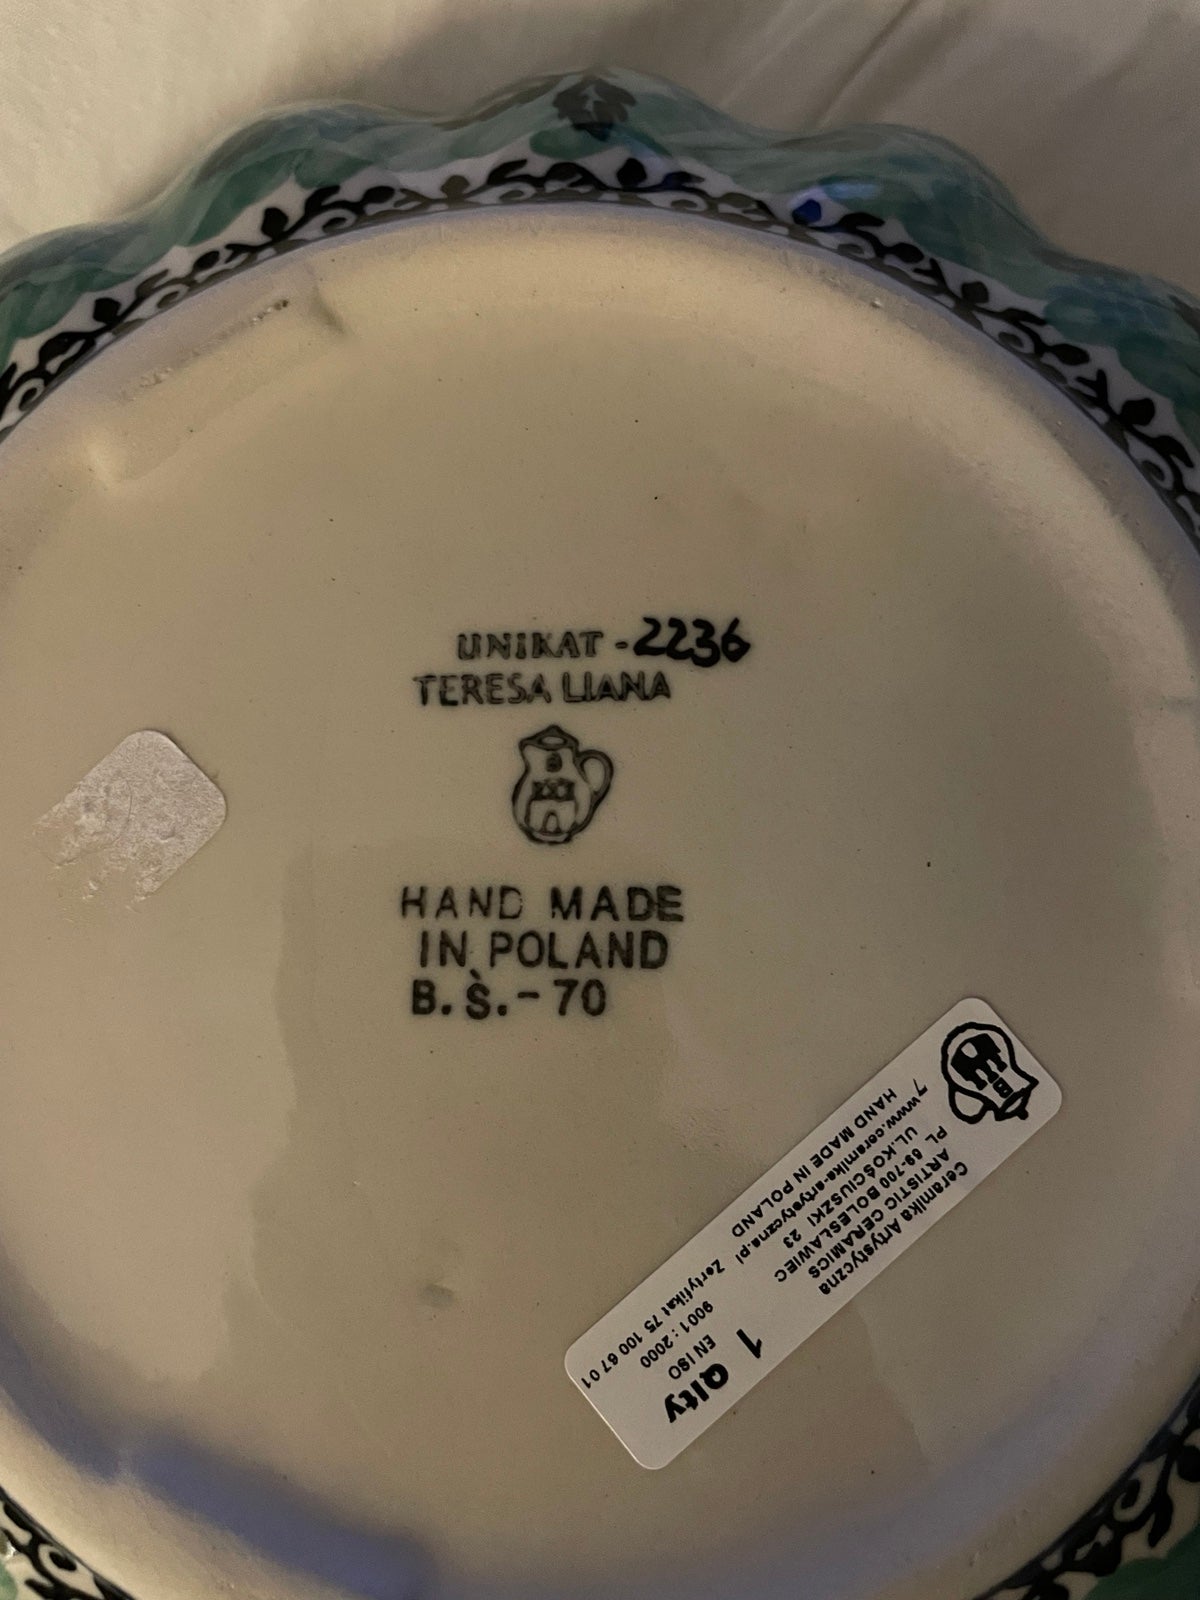 UNIKAT - 2236
TERESA LIANA
HAND MADE
IN POLAND
B. Ś. - 70
B
Ceramika Artystyczna
ARTISTIC CERAMICS
PL 59-700 BOLESŁAWIEC
UL.KOŚCIUSZKI 23
www.ceramika-artystyczna.pl
HAND MADE IN POLAND
1 Qlty
EN ISO
9001 : 2000
Zertyfikat 75 100 67 01